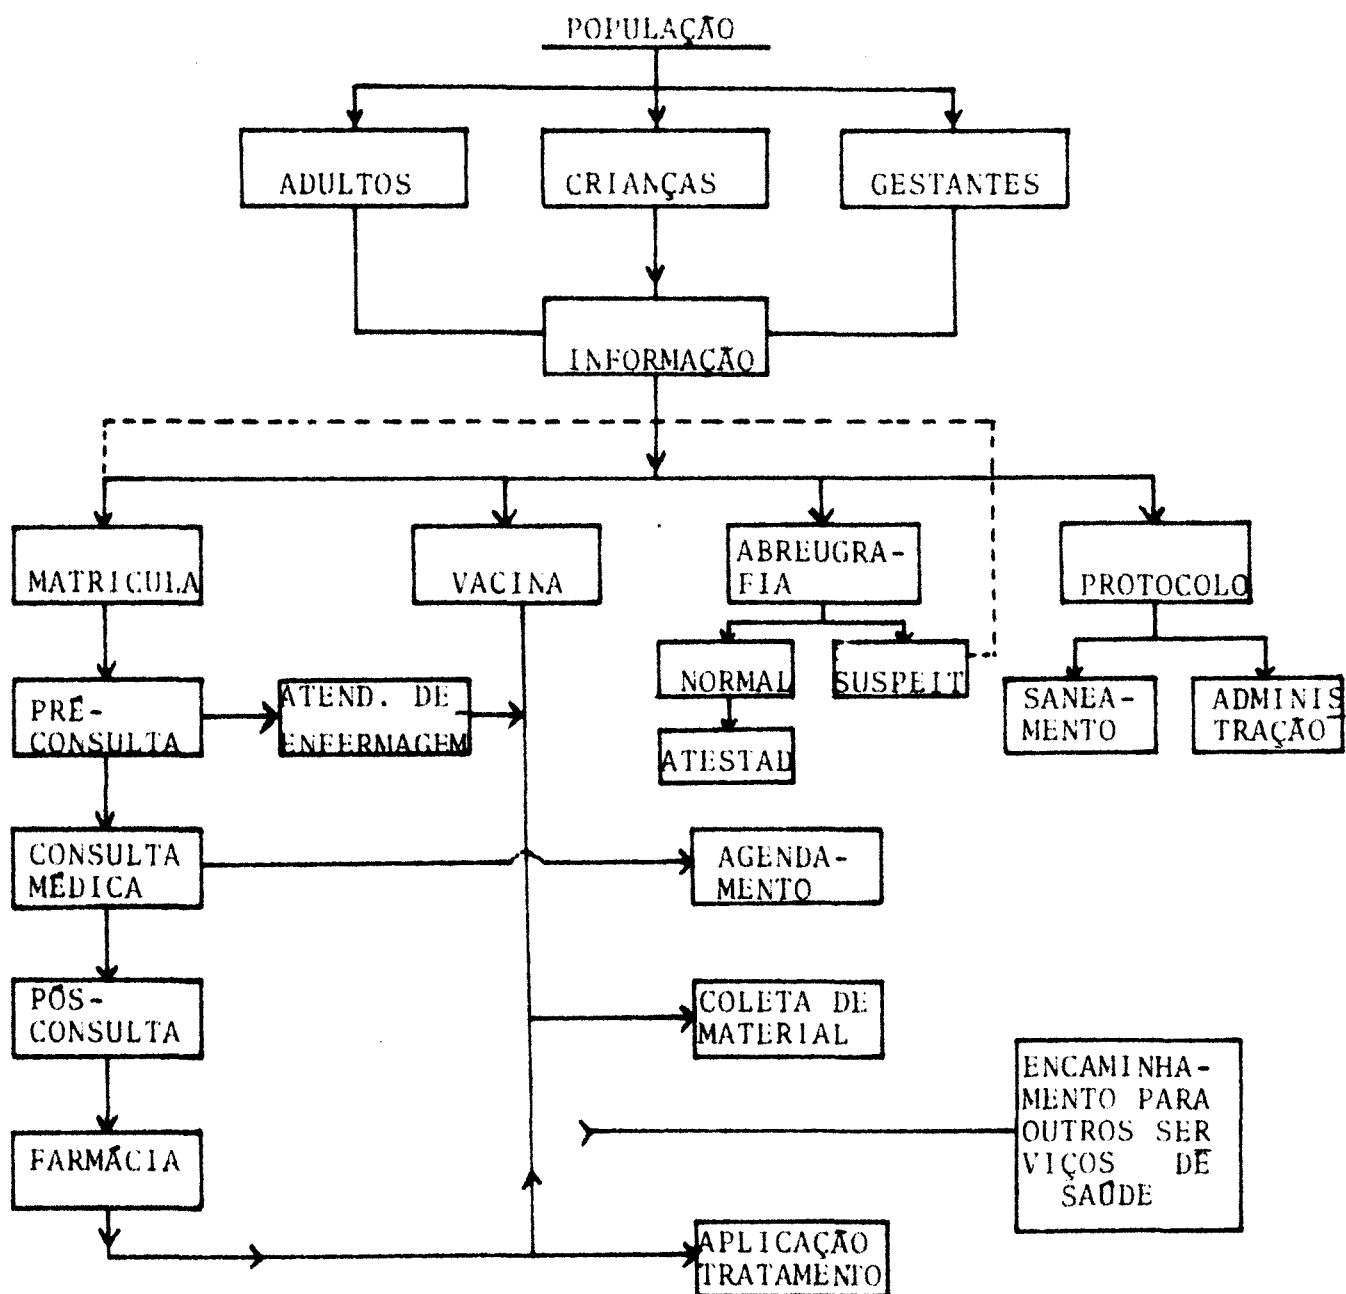 POPULAÇÃO
ADULTOS
CRIANÇAS
GESTANTES
INFORMAÇÃO
MATRICULA
VACINA
ABREUGRA-
FIA
PROTOCOLO
NORMAL
SUSPEIT
ATESTAD
SANEA-
MENTO
ADMINIS
TRAÇÃO
PRÉ-
CONSULTA
ATEND. DE
ENFERMAGEM
CONSULTA
MÉDICA
AGENDA-
MENTO
PÓS-
CONSULTA
COLETA DE
MATERIAL
ENCAMINHA-
MENTO PARA
OUTROS SER
VIÇOS DE
SAÚDE
FARMÁCIA
APLICAÇÃO
TRATAMENTO